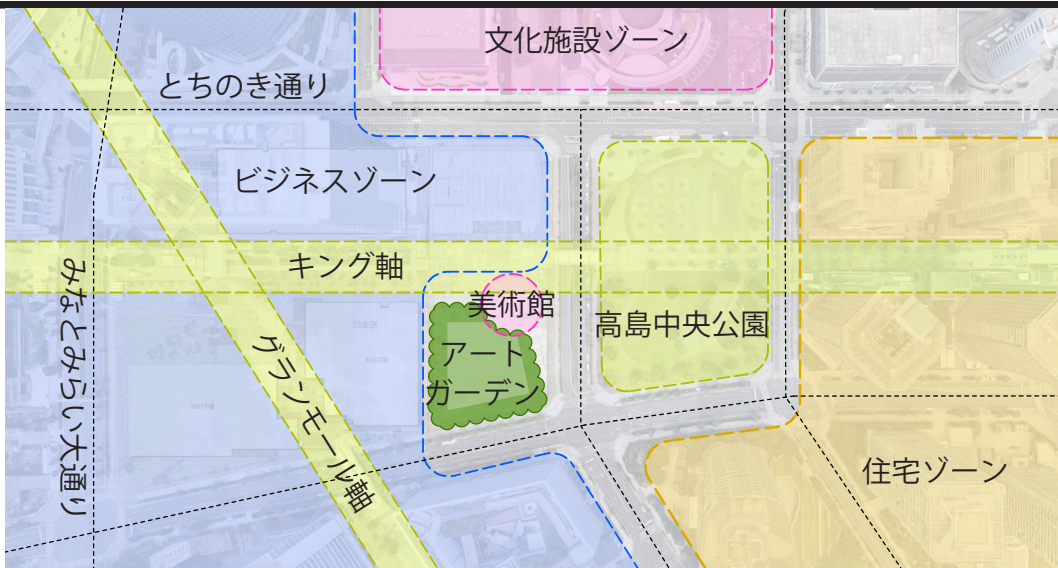 文化施設ゾーン
とちのき通り
ビジネスゾーン
キング軸
みなとみらい大通り
グランモール軸
美術館
アート
ガーデン
高島中央公園
住宅ゾーン